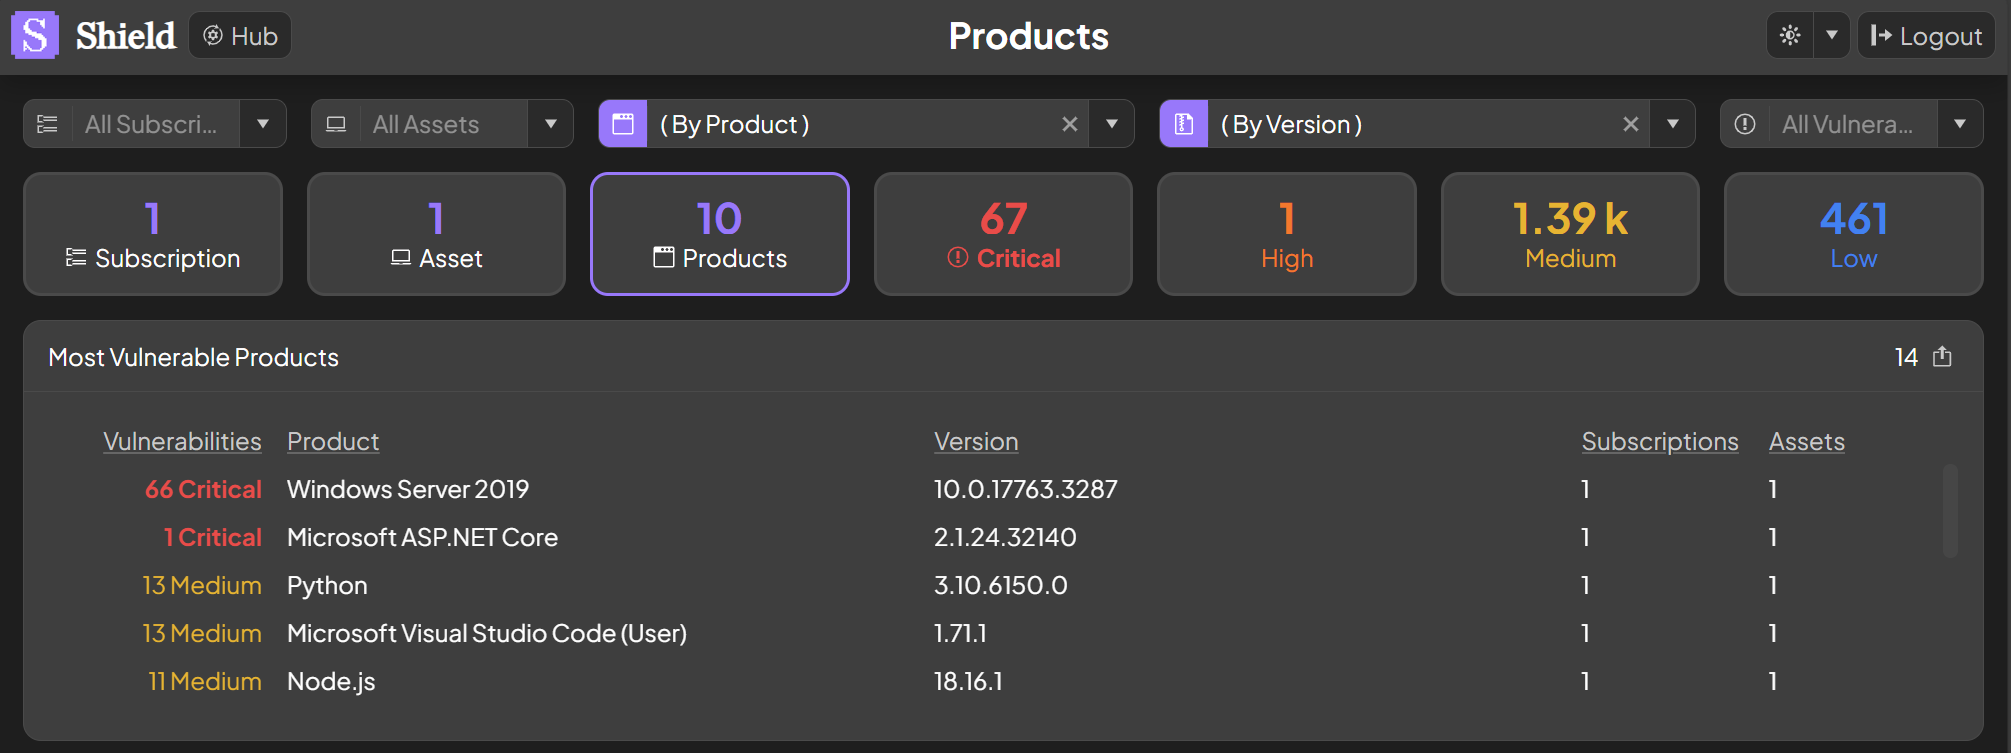 S Shield Hub Products Logout
All Subscri... All Assets ( By Product ) ( By Version ) All Vulnera...
1 10 67 1 1.39 k 461
Subscription Asset Products Critical High Medium Low
Most Vulnerable Products 14
Vulnerabilities Product Version Subscriptions Assets
66 Critical Windows Server 2019 10.0.17763.3287 1 1
1 Critical Microsoft ASP.NET Core 2.1.24.32140 1 1
13 Medium Python 3.10.6150.0 1 1
13 Medium Microsoft Visual Studio Code (User) 1.71.1 1 1
11 Medium Node.js 18.16.1 1 1